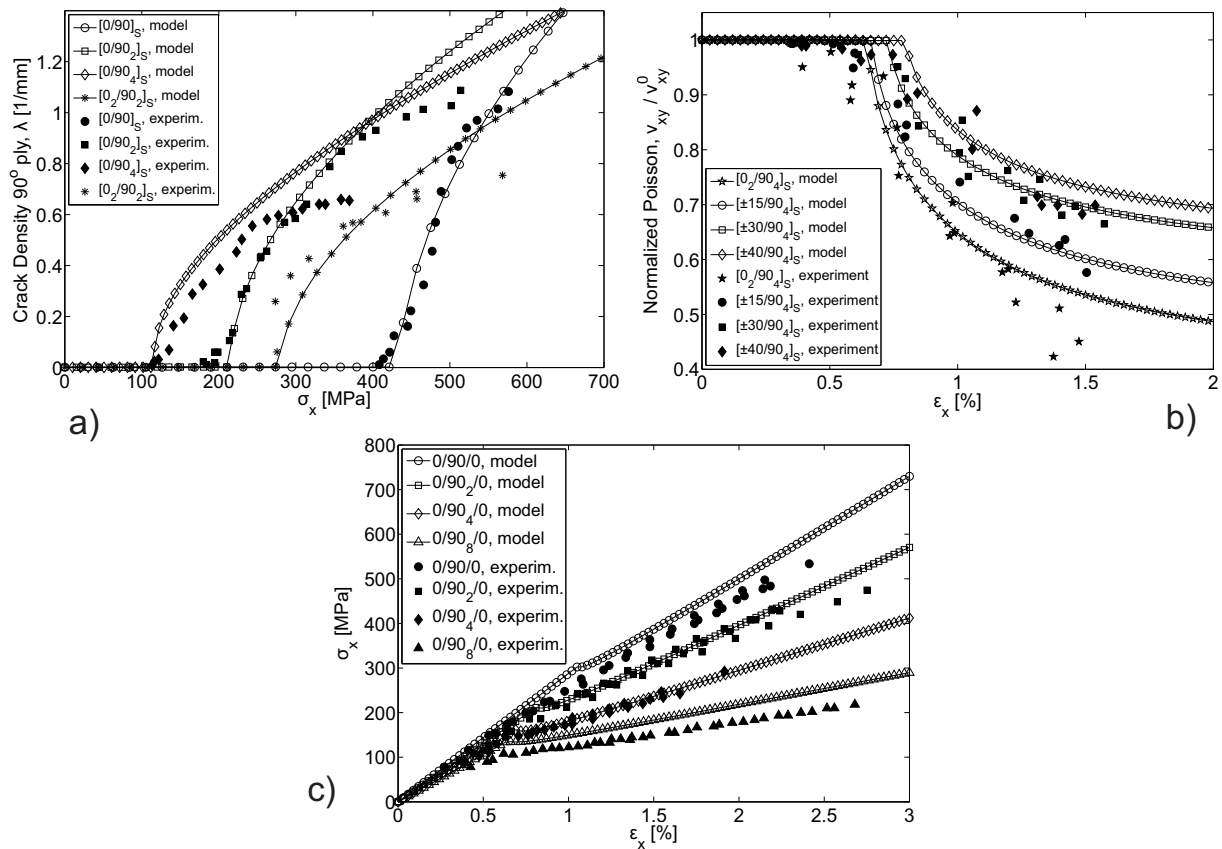 [0/90]S, model
[0/902]S, model
[0/904]S, model
[02/902]S, model
[0/90]S, experim.
[0/902]S, experim.
[0/904]S, experim.
[02/902]S, experim.
Crack Density 90° ply, λ [1/mm]
1.2
1
0.8
0.6
0.4
0.2
0
0 100 200 300 400 500 600 700
σx [MPa]
a)
[02/904]S, model
[±15/904]S, model
[±30/904]S, model
[±40/904]S, model
[02/904]S, experiment
[±15/904]S, experiment
[±30/904]S, experiment
[±40/904]S, experiment
Normalized Poisson, νxy / ν0xy
1
0.9
0.8
0.7
0.6
0.5
0.4
0 0.5 1 1.5 2
εx [%]
b)
0/90/0, model
0/902/0, model
0/904/0, model
0/908/0, model
0/90/0, experim.
0/902/0, experim.
0/904/0, experim.
0/908/0, experim.
σx [MPa]
800
700
600
500
400
300
200
100
0
0 0.5 1 1.5 2 2.5 3
εx [%]
c)